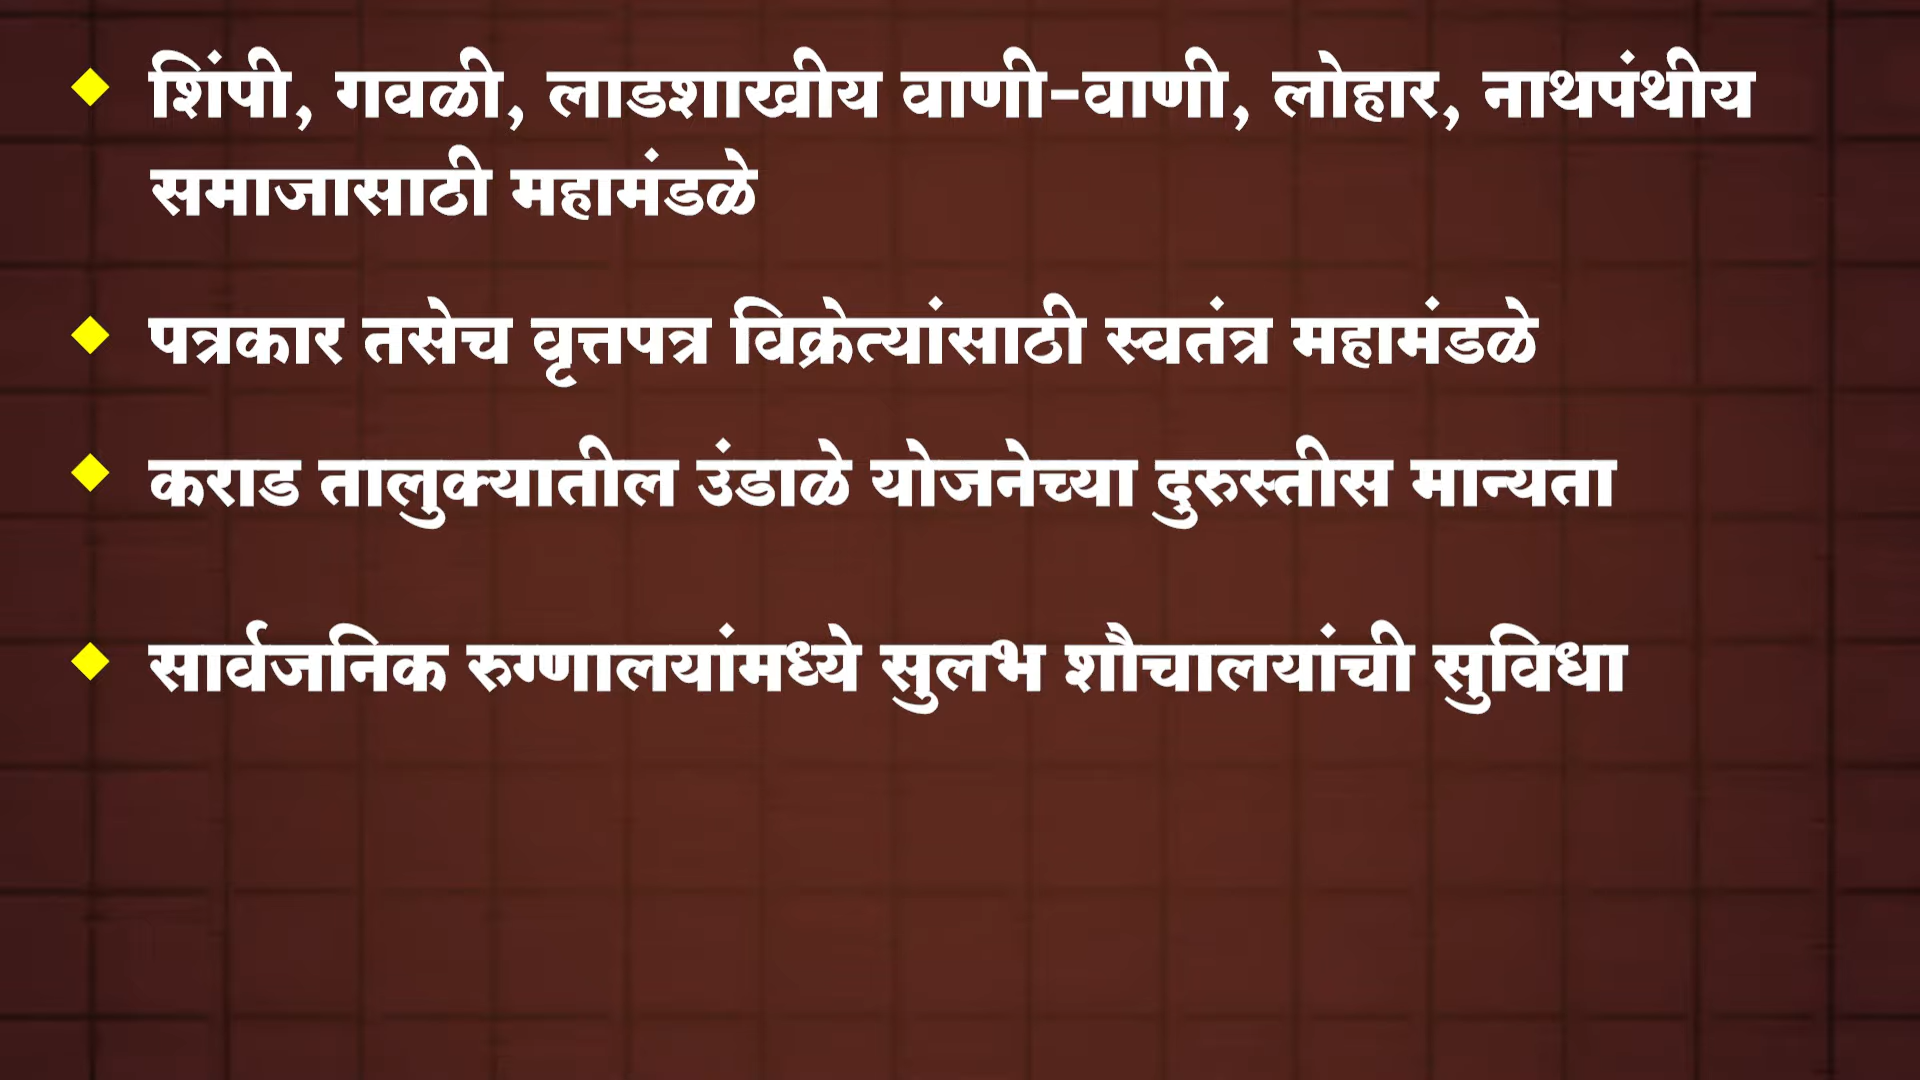 शिंपी, गवळी, लाडशाखीय वाणी-वाणी, लोहार, नाथपंथीय
समाजासाठी महामंडळे
पत्रकार तसेच वृत्तपत्र विक्रेत्यांसाठी स्वतंत्र महामंडळे
कराड तालुक्यातील उंडाळे योजनेच्या दुरुस्तीस मान्यता
सार्वजनिक रुग्णालयांमध्ये सुलभ शौचालयांची सुविधा